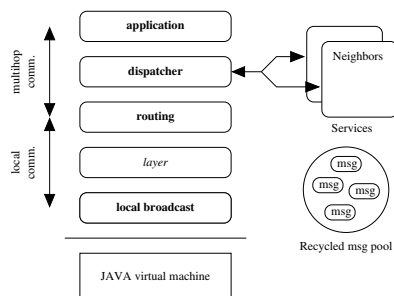 application
dispatcher
routing
layer
local broadcast
JAVA virtual machine
multihop
comm.
local
comm.
Neighbors
Services
msg
msg
msg
msg
Recycled msg pool